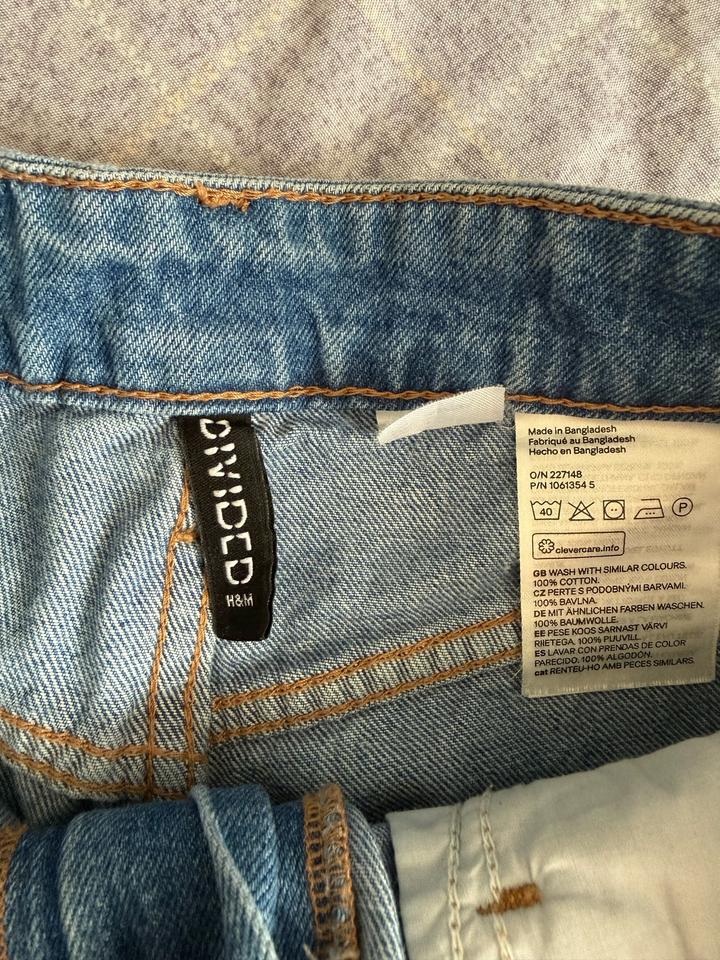 DIVIDED
H&M
Made in Bangladesh
Fabriqué au Bangladesh
Hecho en Bangladesh
O/N 227148
P/N 1061354 5
40
P
clevercare.info
GB WASH WITH SIMILAR COLOURS.
100% COTTON.
CZ PERTE S PODOBNÝMI BARVAMI.
100% BAVLNA.
DE MIT ÄHNLICHEN FARBEN WASCHEN.
100% BAUMWOLLE.
EE PESE KOOS SARNAST VÄRVI
RIIETEGA. 100% PUUVILL.
ES LAVAR CON PRENDAS DE COLOR
PARECIDO. 100% ALGODÓN.
cat RENTEU-HO AMB PECES SIMILARS.